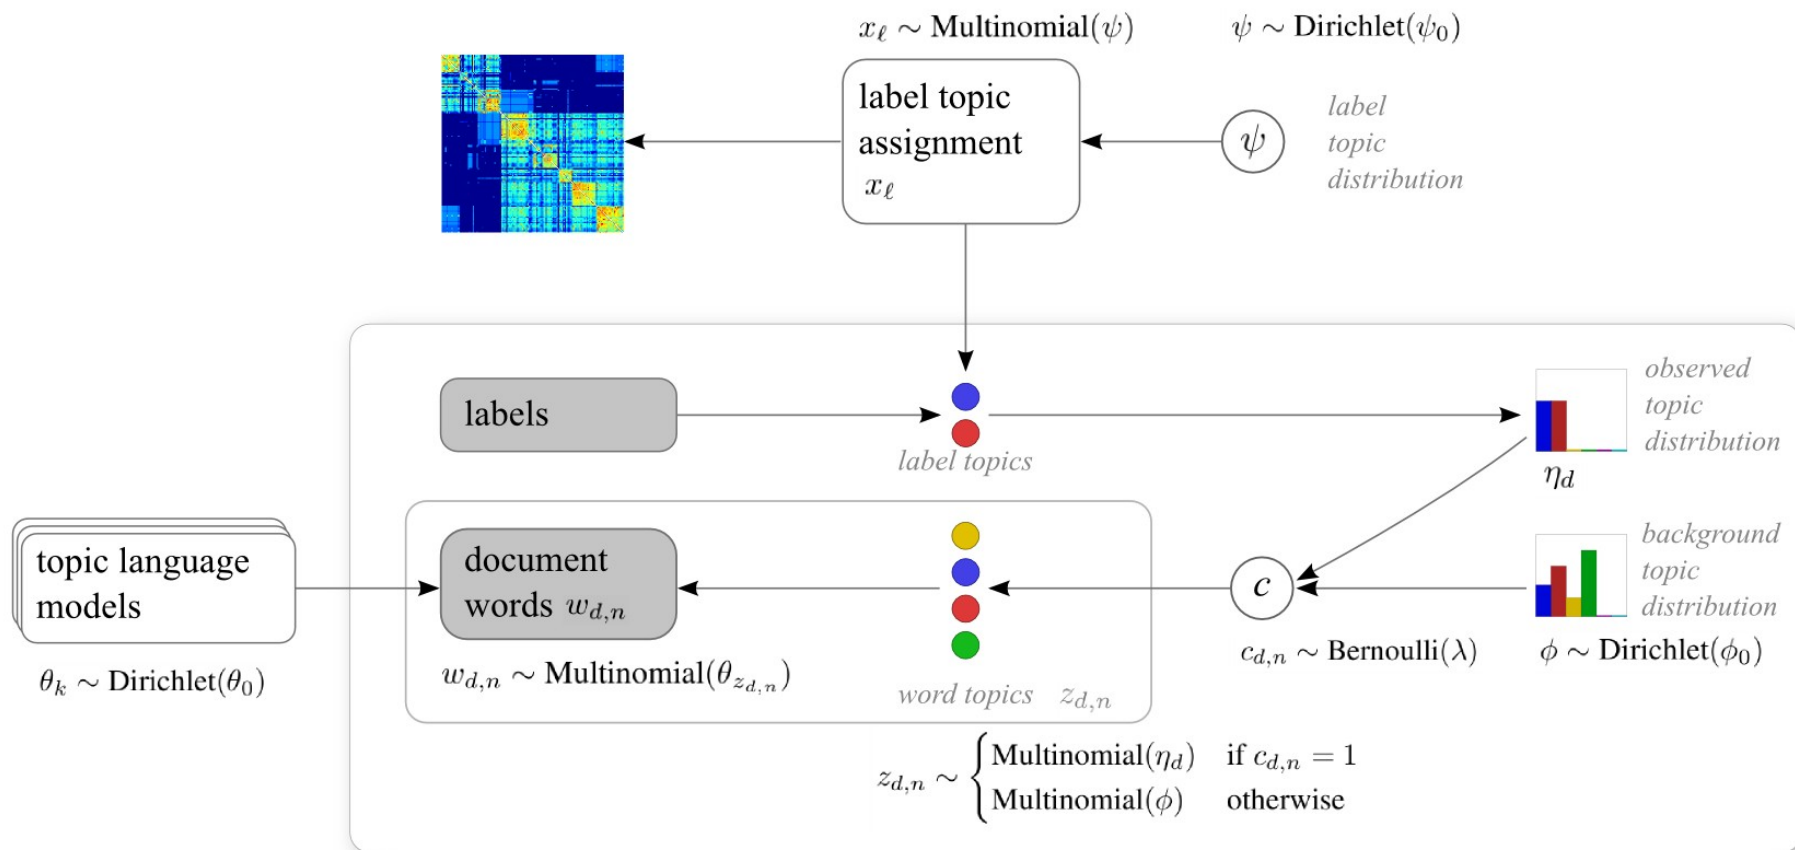 x_ℓ ∼ Multinomial(ψ)
ψ ∼ Dirichlet(ψ_0)
label topic
assignment
x_ℓ
ψ
label
topic
distribution
labels
label topics
observed
topic
distribution
η_d
topic language
models
θ_k ∼ Dirichlet(θ_0)
document
words w_{d,n}
w_{d,n} ∼ Multinomial(θ_{z_{d,n}})
word topics z_{d,n}
c
c_{d,n} ∼ Bernoulli(λ)
background
topic
distribution
φ ∼ Dirichlet(φ_0)
z_{d,n} ∼ {
Multinomial(η_d) if c_{d,n} = 1
Multinomial(φ) otherwise